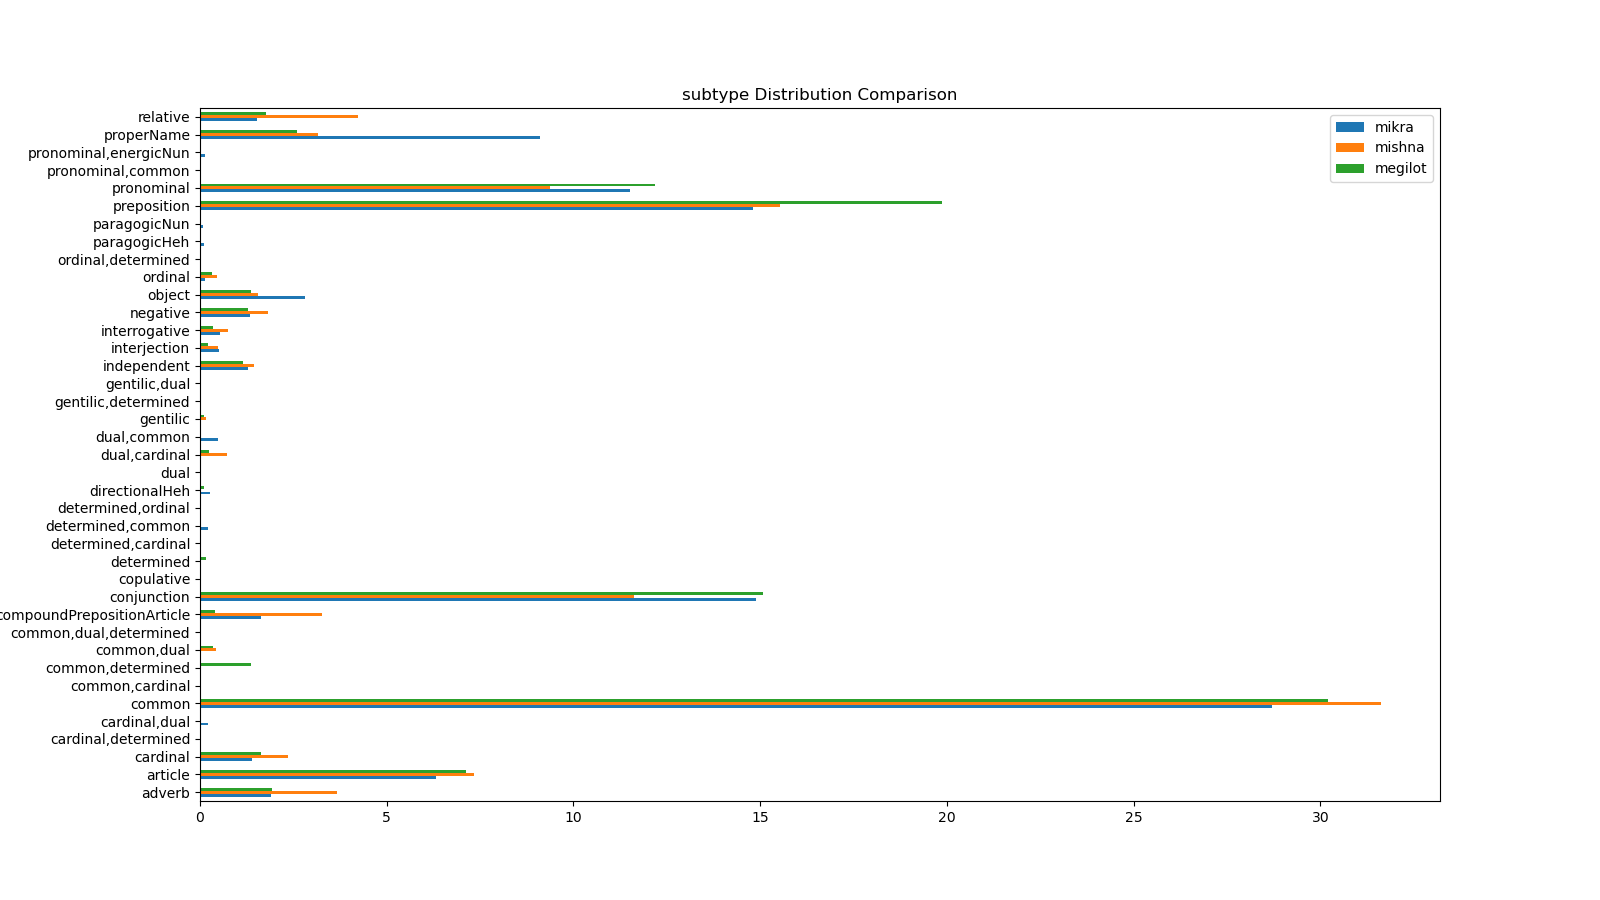 subtype Distribution Comparison
relative
properName
pronominal,energicNun
pronominal,common
pronominal
preposition
paragogicNun
paragogicHeh
ordinal,determined
ordinal
object
negative
interrogative
interjection
independent
gentilic,dual
gentilic,determined
gentilic
dual,common
dual,cardinal
dual
directionalHeh
determined,ordinal
determined,common
determined,cardinal
determined
copulative
conjunction
compoundPrepositionArticle
common,dual,determined
common,dual
common,determined
common,cardinal
common
cardinal,dual
cardinal,determined
cardinal
article
adverb
0 5 10 15 20 25 30
mikra
mishna
megilot